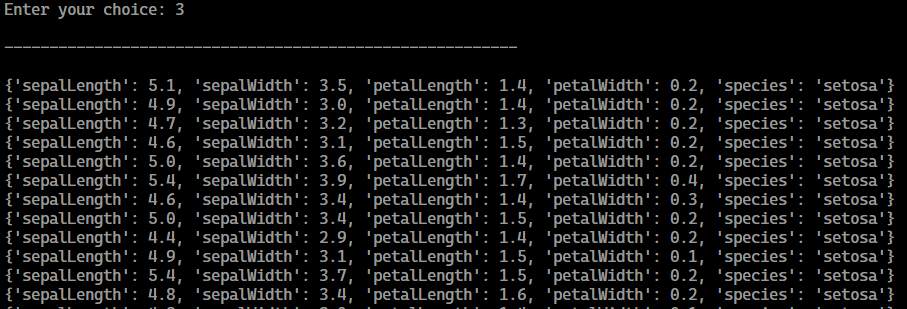 Enter your choice: 3
_________________________________________________________
{'sepalLength': 5.1, 'sepalWidth': 3.5, 'petalLength': 1.4, 'petalWidth': 0.2, 'species': 'setosa'}
{'sepalLength': 4.9, 'sepalWidth': 3.0, 'petalLength': 1.4, 'petalWidth': 0.2, 'species': 'setosa'}
{'sepalLength': 4.7, 'sepalWidth': 3.2, 'petalLength': 1.3, 'petalWidth': 0.2, 'species': 'setosa'}
{'sepalLength': 4.6, 'sepalWidth': 3.1, 'petalLength': 1.5, 'petalWidth': 0.2, 'species': 'setosa'}
{'sepalLength': 5.0, 'sepalWidth': 3.6, 'petalLength': 1.4, 'petalWidth': 0.2, 'species': 'setosa'}
{'sepalLength': 5.4, 'sepalWidth': 3.9, 'petalLength': 1.7, 'petalWidth': 0.4, 'species': 'setosa'}
{'sepalLength': 4.6, 'sepalWidth': 3.4, 'petalLength': 1.4, 'petalWidth': 0.3, 'species': 'setosa'}
{'sepalLength': 5.0, 'sepalWidth': 3.4, 'petalLength': 1.5, 'petalWidth': 0.2, 'species': 'setosa'}
{'sepalLength': 4.4, 'sepalWidth': 2.9, 'petalLength': 1.4, 'petalWidth': 0.2, 'species': 'setosa'}
{'sepalLength': 4.9, 'sepalWidth': 3.1, 'petalLength': 1.5, 'petalWidth': 0.1, 'species': 'setosa'}
{'sepalLength': 5.4, 'sepalWidth': 3.7, 'petalLength': 1.5, 'petalWidth': 0.2, 'species': 'setosa'}
{'sepalLength': 4.8, 'sepalWidth': 3.4, 'petalLength': 1.6, 'petalWidth': 0.2, 'species': 'setosa'}